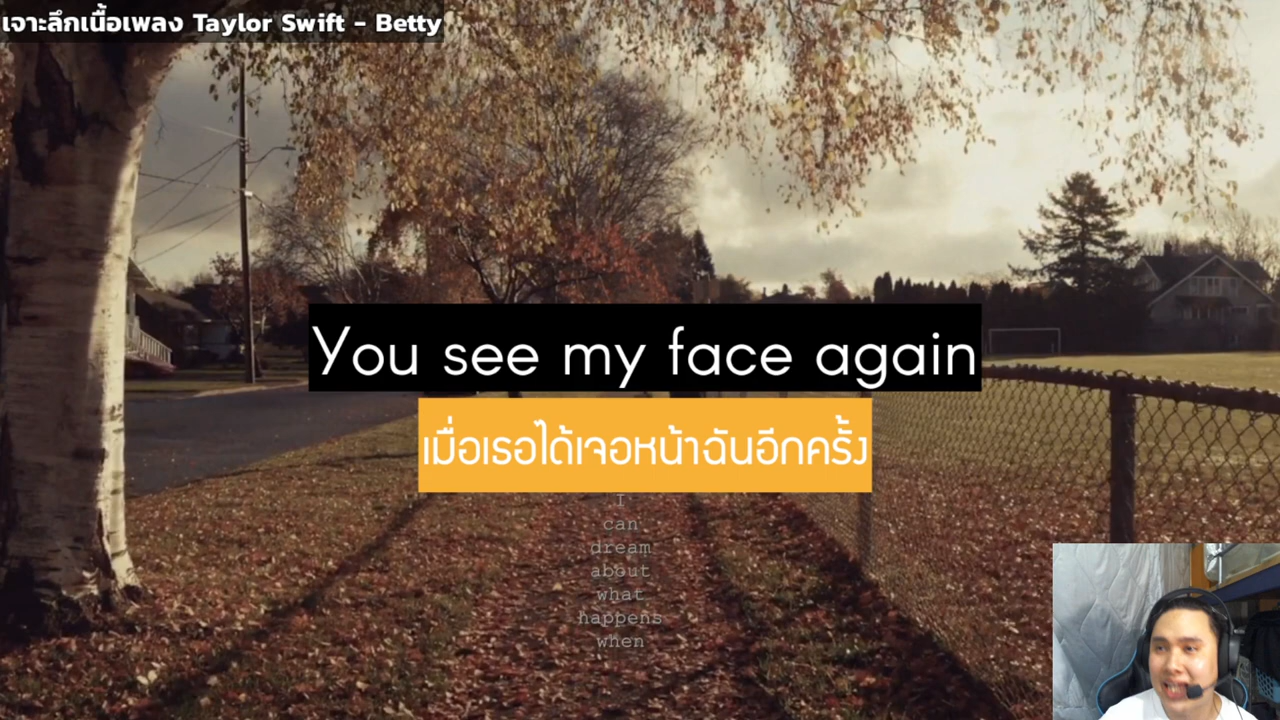 เจาะลึกเนื้อเพลง Taylor Swift - Betty
You see my face again
เมื่อเธอได้เจอหน้าฉันอีกครั้ง
I
can
dream
about
what
happens
when